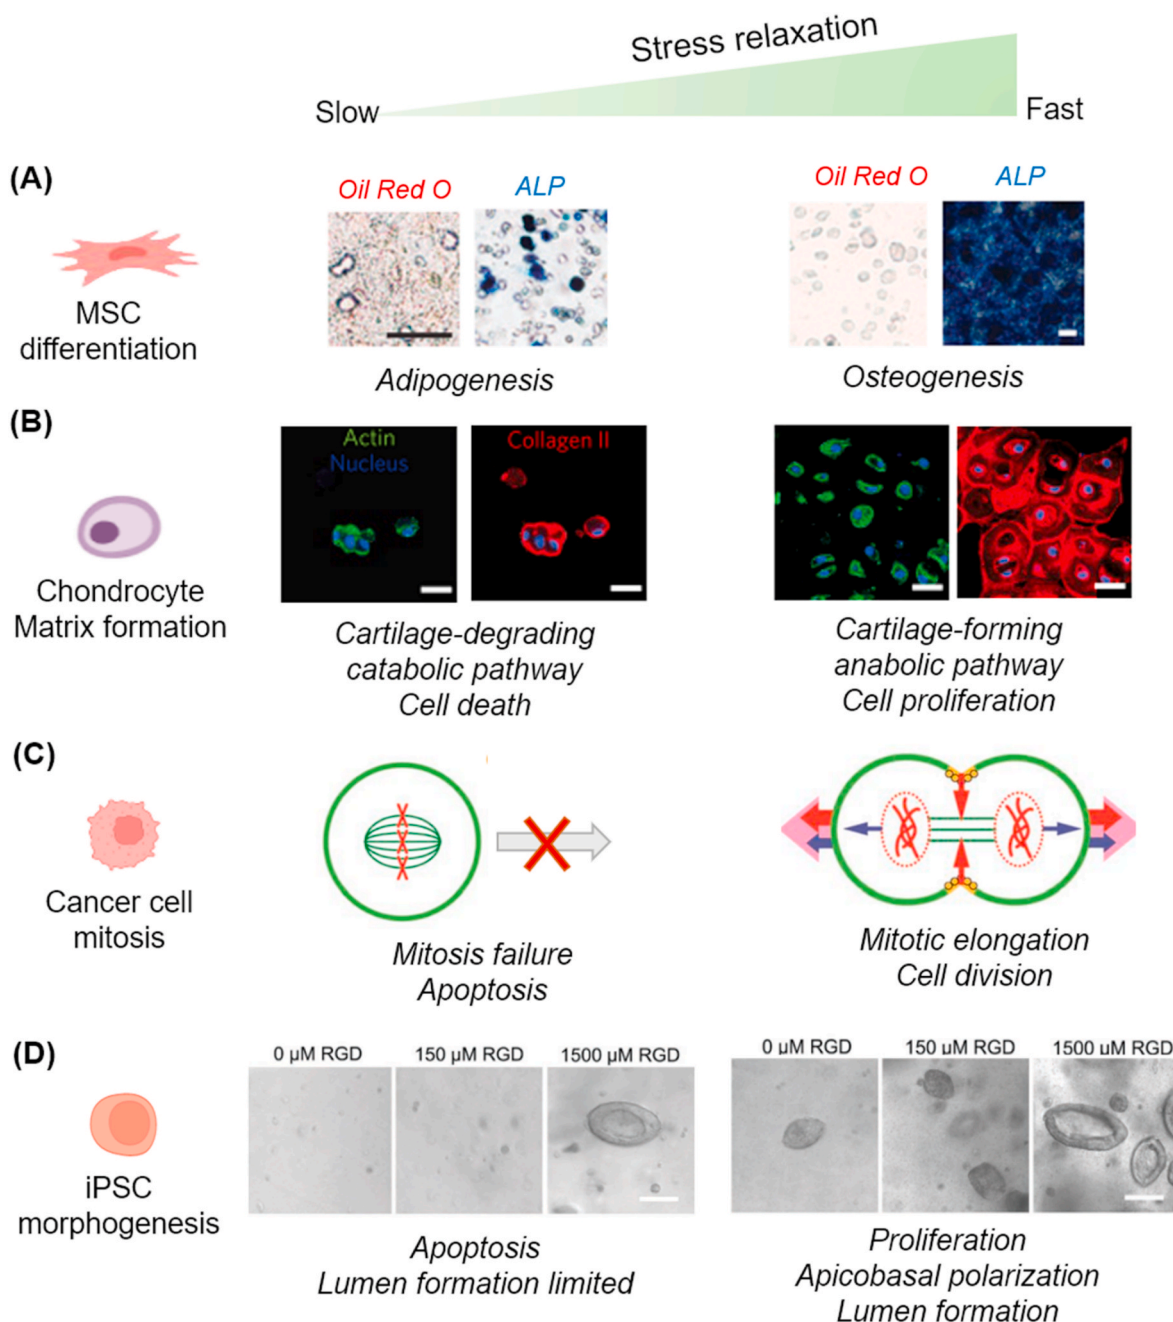 Stress relaxation
Slow
Fast
(A)
Oil Red O
ALP
Oil Red O
ALP
MSC
differentiation
Adipogenesis
Osteogenesis
(B)
Actin
Nucleus
Collagen II
Chondrocyte
Matrix formation
Cartilage-degrading
catabolic pathway
Cell death
Cartilage-forming
anabolic pathway
Cell proliferation
(C)
Cancer cell
mitosis
Mitosis failure
Apoptosis
Mitotic elongation
Cell division
(D)
0 µM RGD
150 µM RGD
1500 µM RGD
0 µM RGD
150 µM RGD
1500 µM RGD
iPSC
morphogenesis
Apoptosis
Lumen formation limited
Proliferation
Apicobasal polarization
Lumen formation